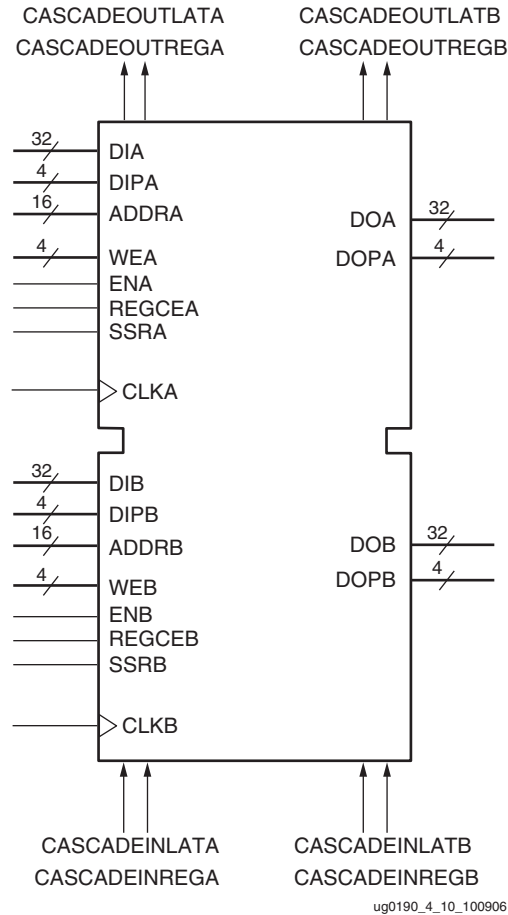 CASCADEOUTLATA
CASCADEOUTREGA
CASCADEOUTLATB
CASCADEOUTREGB
32
DIA
4
DIPA
16
ADDRA
4
WEA
ENA
REGCEA
SSRA
CLKA
DOA
32
DOPA
4
32
DIB
4
DIPB
16
ADDRB
4
WEB
ENB
REGCEB
SSRB
CLKB
DOB
32
DOPB
4
CASCADEINLATA
CASCADEINREGA
CASCADEINLATB
CASCADEINREGB
ug0190_4_10_100906